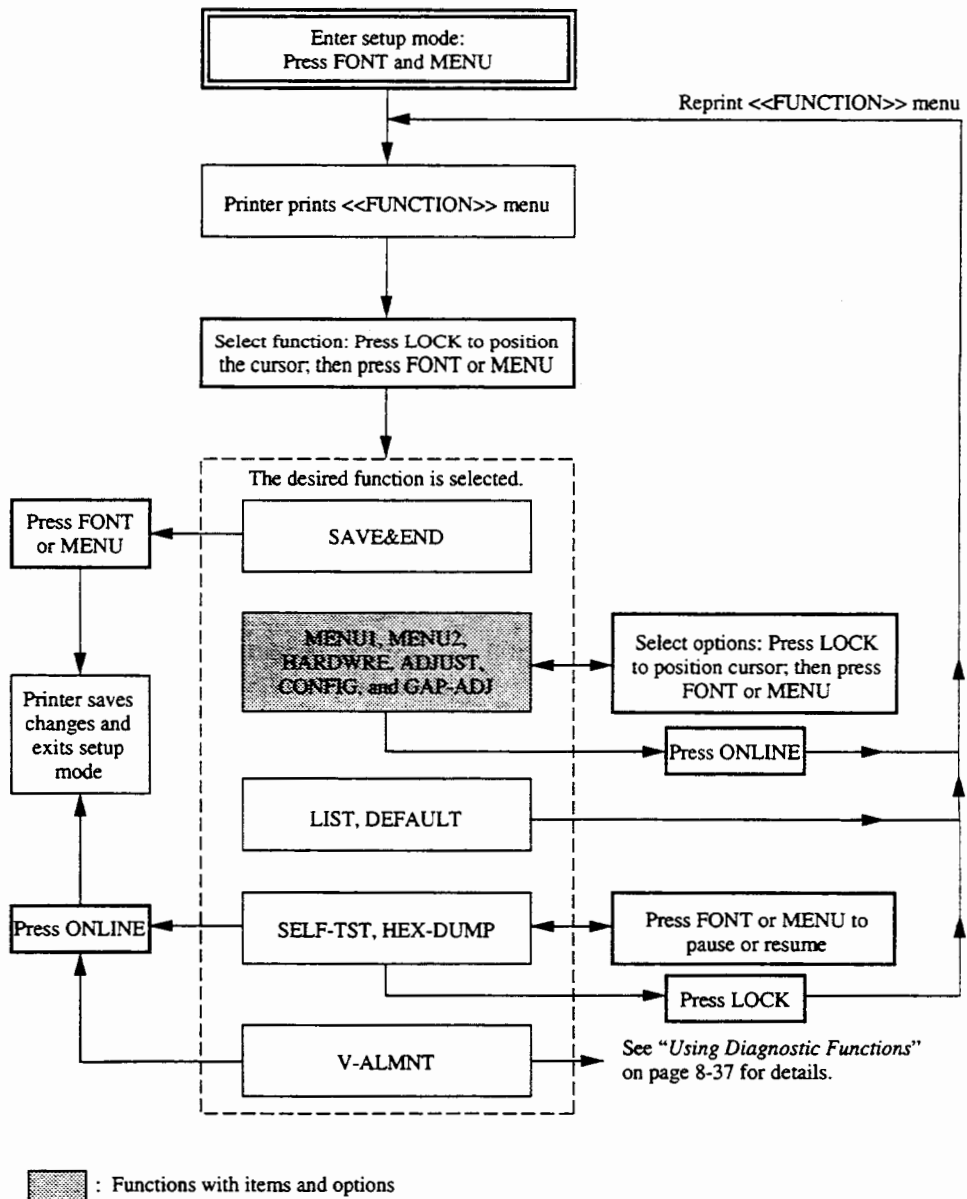 Enter setup mode:
Press FONT and MENU
Reprint <<FUNCTION>> menu
Printer prints <<FUNCTION>> menu
Select function: Press LOCK to position
the cursor; then press FONT or MENU
The desired function is selected.
Press FONT
or MENU
SAVE&END
MENU1, MENU2,
HARDWRE, ADJUST,
CONFIG, and GAP-ADJ
Select options: Press LOCK
to position cursor; then press
FONT or MENU
Printer saves
changes and
exits setup
mode
Press ONLINE
LIST, DEFAULT
Press ONLINE
SELF-TST, HEX-DUMP
Press FONT or MENU to
pause or resume
Press LOCK
V-ALMNT
See “Using Diagnostic Functions”
on page 8-37 for details.
: Functions with items and options